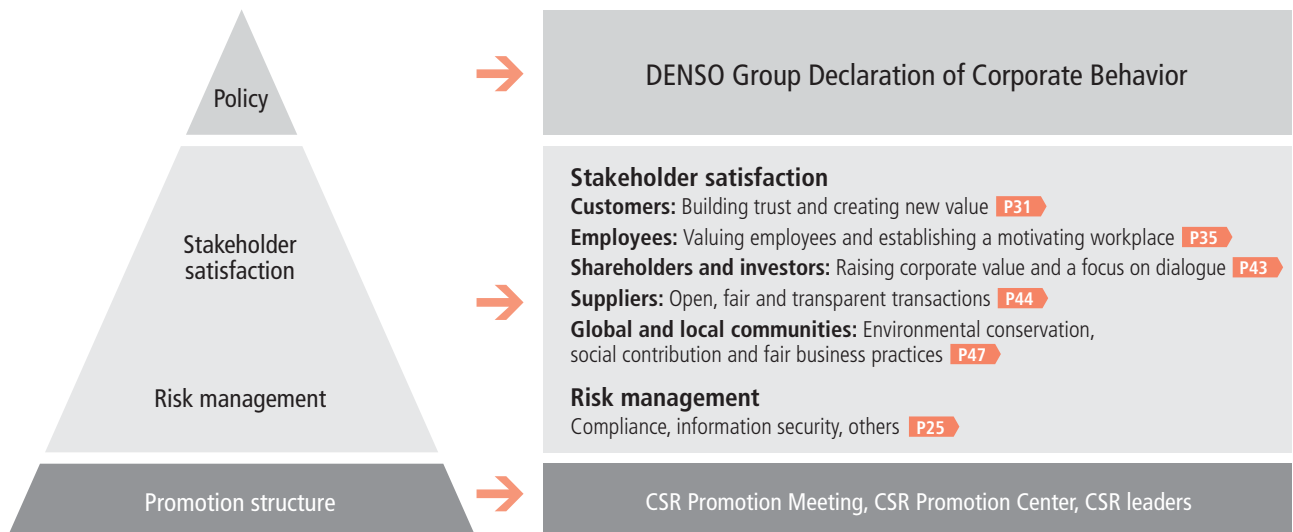 Policy
DENSO Group Declaration of Corporate Behavior
Stakeholder
satisfaction
Risk management
Stakeholder satisfaction
Customers: Building trust and creating new value P31
Employees: Valuing employees and establishing a motivating workplace P35
Shareholders and investors: Raising corporate value and a focus on dialogue P43
Suppliers: Open, fair and transparent transactions P44
Global and local communities: Environmental conservation,
social contribution and fair business practices P47
Risk management
Compliance, information security, others P25
Promotion structure
CSR Promotion Meeting, CSR Promotion Center, CSR leaders